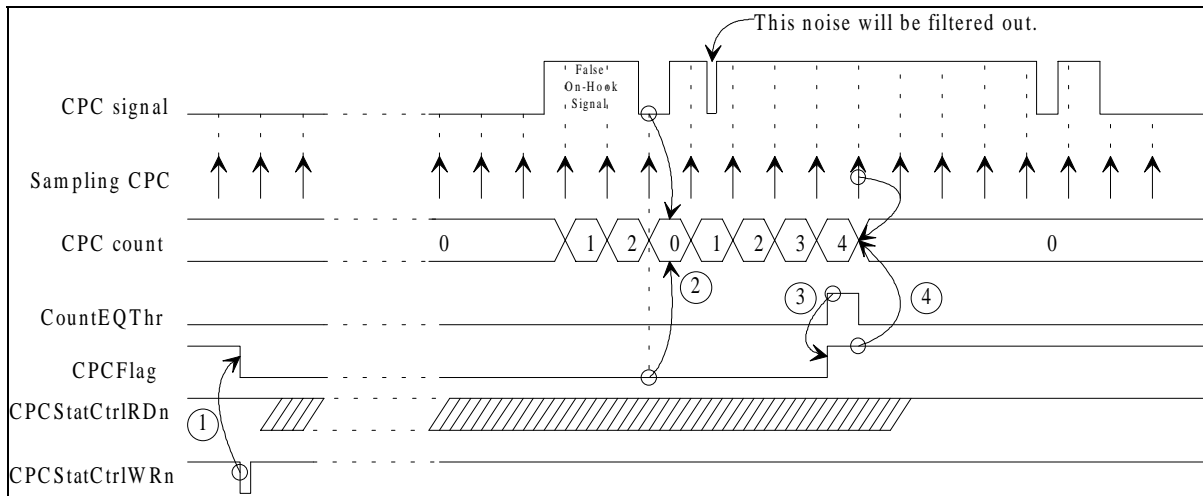 This noise will be filtered out.
False
On-Hook
Signal
CPC signal
Sampling CPC
CPC count
0 1 2 0 1 2 3 4 0
2
3
4
CountEQThr
CPCFlag
CPCStatCtrlRDn
1
CPCStatCtrlWRn